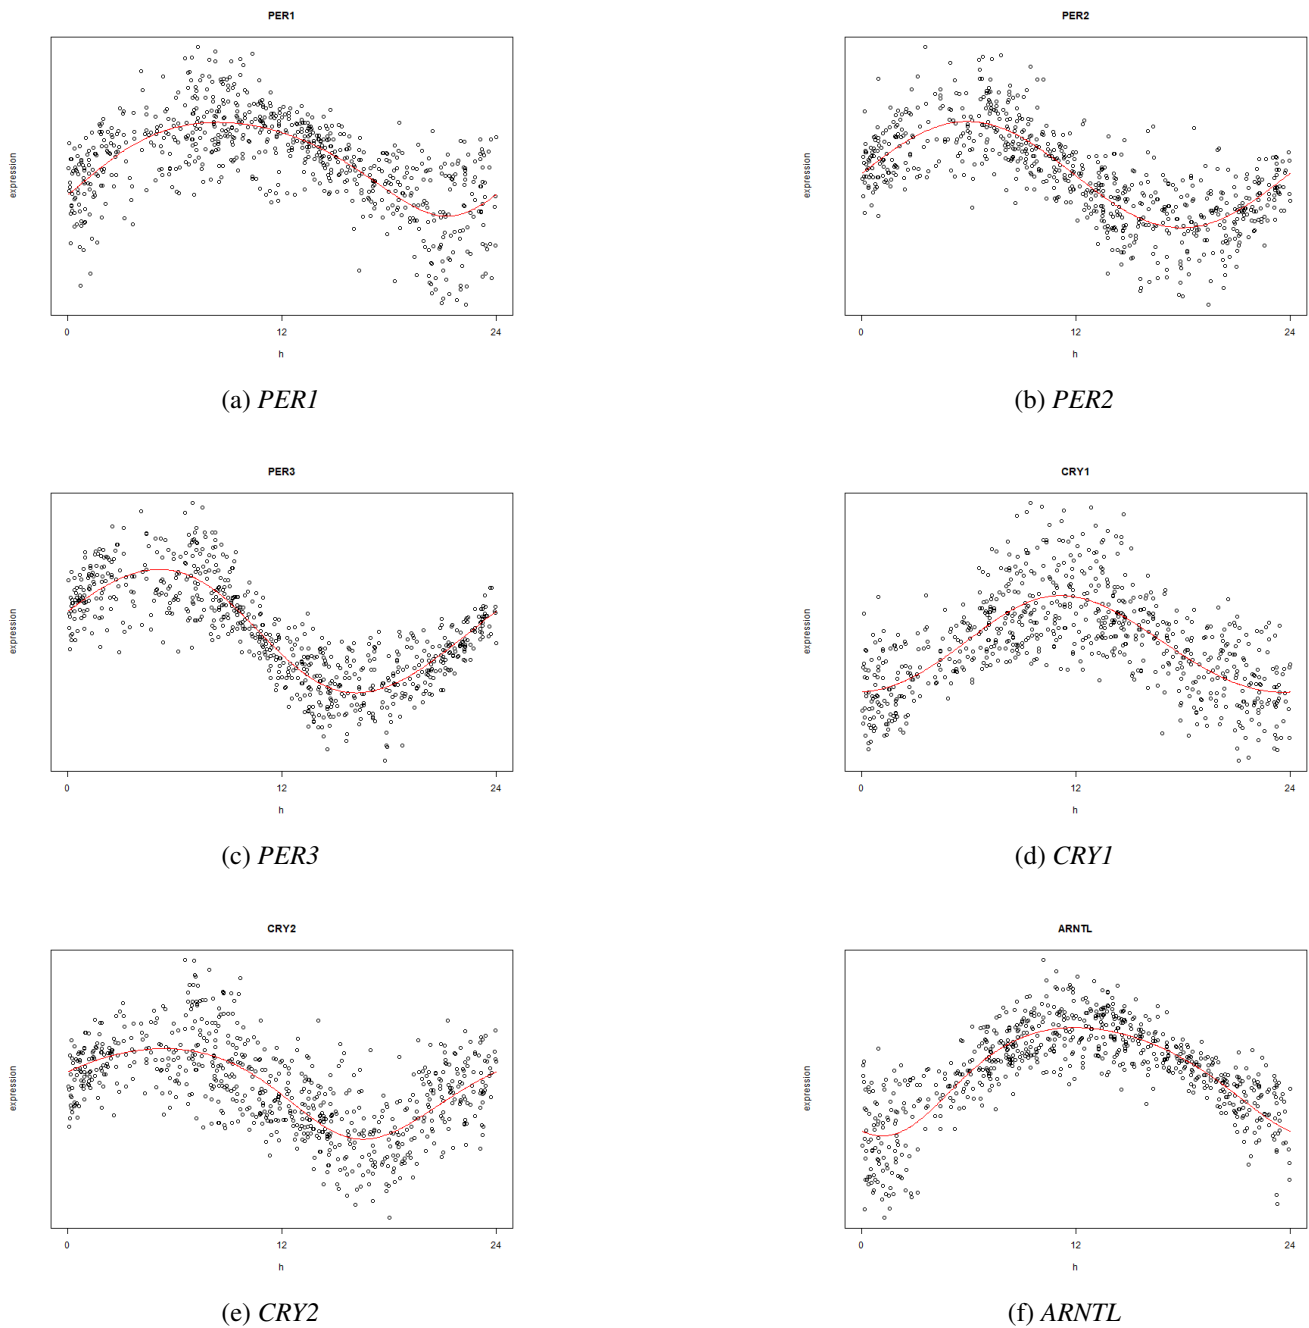 PER1
expression
0 12 24
h
(a) PER1
PER2
expression
0 12 24
h
(b) PER2
PER3
expression
0 12 24
h
(c) PER3
CRY1
expression
0 12 24
h
(d) CRY1
CRY2
expression
0 12 24
h
(e) CRY2
ARNTL
expression
0 12 24
h
(f) ARNTL